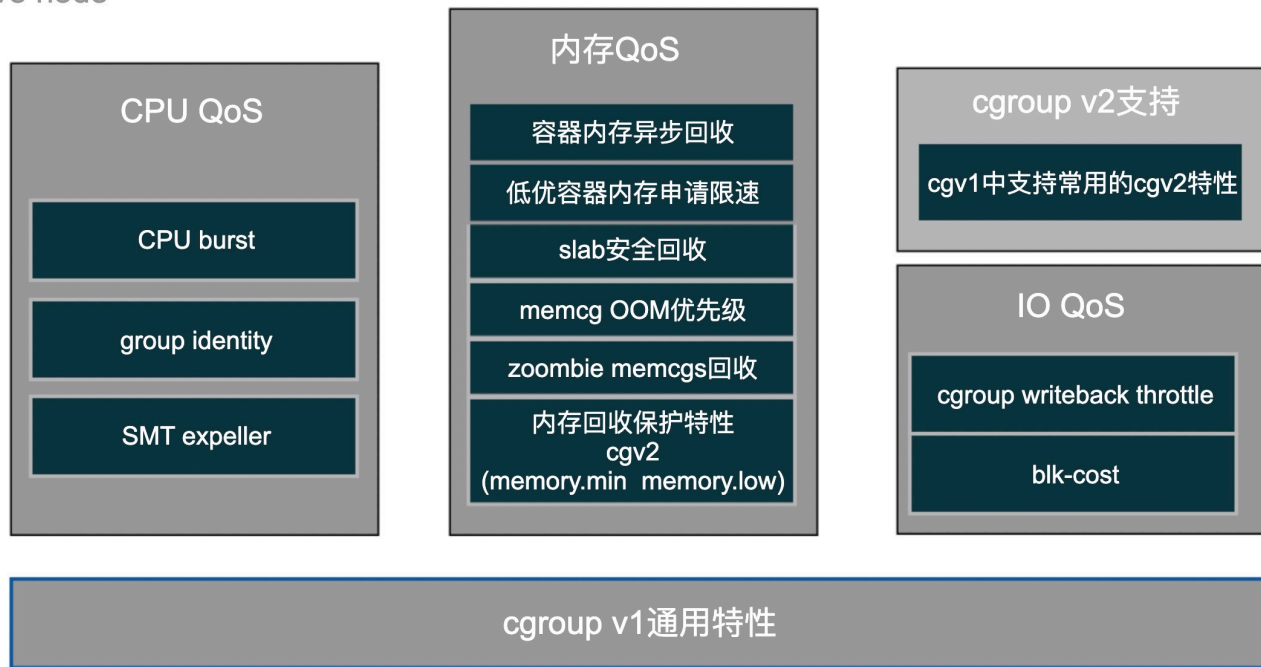 CPU QoS
CPU burst
group identity
SMT expeller
内存QoS
容器内存异步回收
低优容器内存申请限速
slab安全回收
memcg OOM优先级
zoombie memcgs回收
内存回收保护特性
cgv2
(memory.min memory.low)
cgroup v2支持
cgv1中支持常用的cgv2特性
IO QoS
cgroup writeback throttle
blk-cost
cgroup v1通用特性